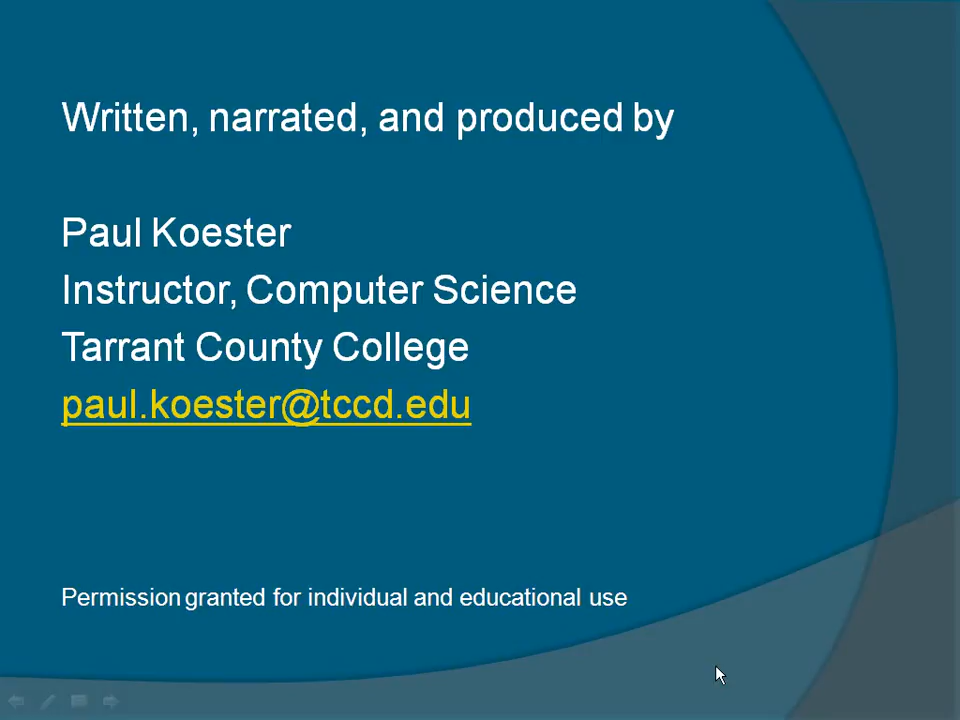 Written, narrated, and produced by
Paul Koester
Instructor, Computer Science
Tarrant County College
paul.koester@tccd.edu
Permission granted for individual and educational use